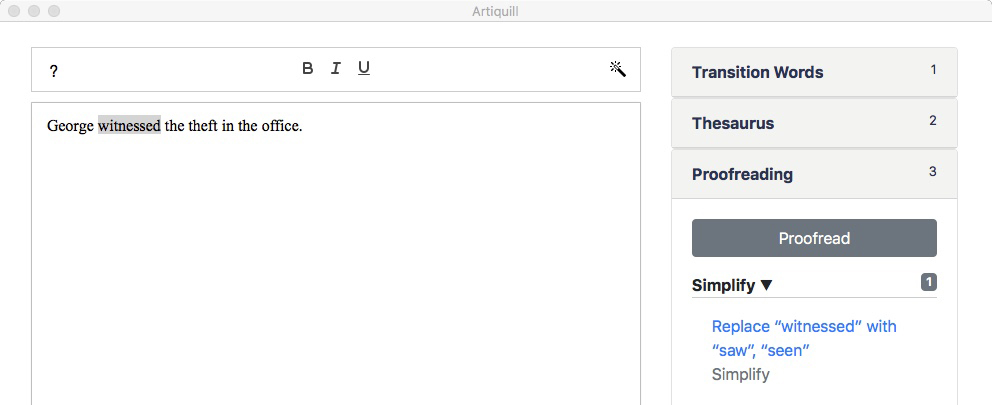 Artiquill
? B I U
George witnessed the theft in the office.
Transition Words 1
Thesaurus 2
Proofreading 3
Proofread
Simplify ▼ 1
Replace “witnessed” with
“saw”, “seen”
Simplify